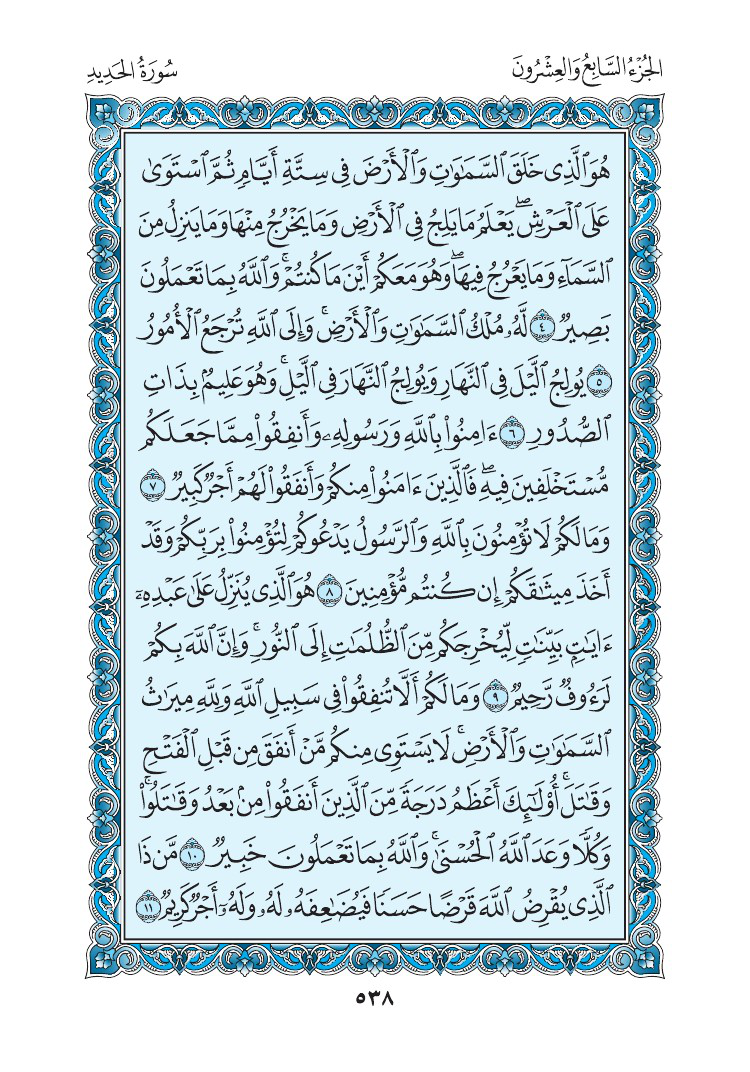 الجُزْءُ السَّابِعُ وَالعِشْرُونَ
سُورَةُ الحَدِيدِ
هُوَ ٱلَّذِى خَلَقَ ٱلسَّمَٰوَٰتِ وَٱلْأَرْضَ فِى سِتَّةِ أَيَّامٍ ثُمَّ ٱسْتَوَىٰ
عَلَى ٱلْعَرْشِ ۖ يَعْلَمُ مَا يَلِجُ فِى ٱلْأَرْضِ وَمَا يَخْرُجُ مِنْهَا وَمَا يَنزِلُ مِنَ
ٱلسَّمَآءِ وَمَا يَعْرُجُ فِيهَا ۖ وَهُوَ مَعَكُمْ أَيْنَ مَا كُنتُمْ ۚ وَٱللَّهُ بِمَا تَعْمَلُونَ
بَصِيرٌ ٤ لَّهُۥ مُلْكُ ٱلسَّمَٰوَٰتِ وَٱلْأَرْضِ ۚ وَإِلَى ٱللَّهِ تُرْجَعُ ٱلْأُمُورُ
٥ يُولِجُ ٱلَّيْلَ فِى ٱلنَّهَارِ وَيُولِجُ ٱلنَّهَارَ فِى ٱلَّيْلِ ۚ وَهُوَ عَلِيمٌۢ بِذَاتِ
ٱلصُّدُورِ ٦ ءَامِنُوا۟ بِٱللَّهِ وَرَسُولِهِۦ وَأَنفِقُوا۟ مِمَّا جَعَلَكُم
مُّسْتَخْلَفِينَ فِيهِ ۖ فَٱلَّذِينَ ءَامَنُوا۟ مِنكُمْ وَأَنفَقُوا۟ لَهُمْ أَجْرٌ كَبِيرٌ ٧
وَمَا لَكُمْ لَا تُؤْمِنُونَ بِٱللَّهِ وَٱلرَّسُولُ يَدْعُوكُمْ لِتُؤْمِنُوا۟ بِرَبِّكُمْ وَقَدْ
أَخَذَ مِيثَٰقَكُمْ إِن كُنتُم مُّؤْمِنِينَ ٨ هُوَ ٱلَّذِى يُنَزِّلُ عَلَىٰ عَبْدِهِۦٓ
ءَايَٰتٍۭ بَيِّنَٰتٍ لِّيُخْرِجَكُم مِّنَ ٱلظُّلُمَٰتِ إِلَى ٱلنُّورِ ۚ وَإِنَّ ٱللَّهَ بِكُمْ
لَرَءُوفٌ رَّحِيمٌ ٩ وَمَا لَكُمْ أَلَّا تُنفِقُوا۟ فِى سَبِيلِ ٱللَّهِ وَلِلَّهِ مِيرَٰثُ
ٱلسَّمَٰوَٰتِ وَٱلْأَرْضِ ۚ لَا يَسْتَوِى مِنكُم مَّنْ أَنفَقَ مِن قَبْلِ ٱلْفَتْحِ
وَقَٰتَلَ ۚ أُو۟لَٰٓئِكَ أَعْظَمُ دَرَجَةً مِّنَ ٱلَّذِينَ أَنفَقُوا۟ مِنۢ بَعْدُ وَقَٰتَلُوا۟ ۚ
وَكُلًّا وَعَدَ ٱللَّهُ ٱلْحُسْنَىٰ ۚ وَٱللَّهُ بِمَا تَعْمَلُونَ خَبِيرٌ ١٠ مَّن ذَا
ٱلَّذِى يُقْرِضُ ٱللَّهَ قَرْضًا حَسَنًا فَيُضَٰعِفَهُۥ لَهُۥ وَلَهُۥٓ أَجْرٌ كَرِيمٌ ١١
٥٣٨